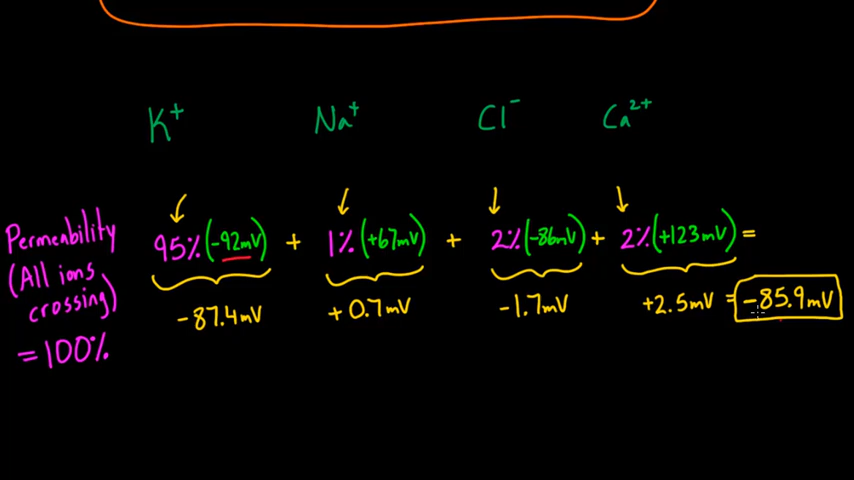 K⁺ Na⁺ Cl⁻ Ca²⁺
Permeability
(All ions
crossing)
= 100%
95% (-92mV) + 1% (+67mV) + 2% (-86mV) + 2% (+123mV) =
-87.4mV +0.7mV -1.7mV +2.5mV = -85.9mV